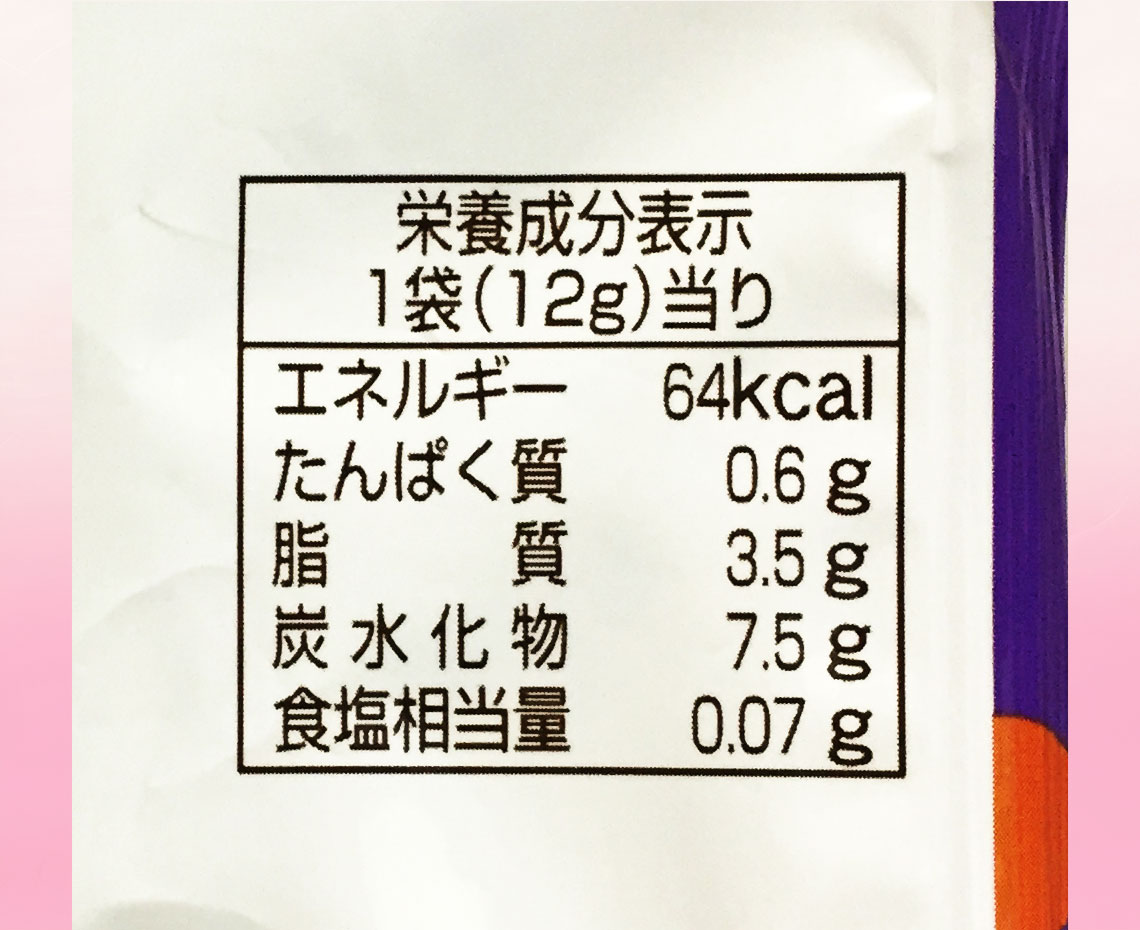 栄養成分表示
1袋(12g)当り
エネルギー 64kcal
たんぱく質 0.6 g
脂質 3.5 g
炭水化物 7.5 g
食塩相当量 0.07 g